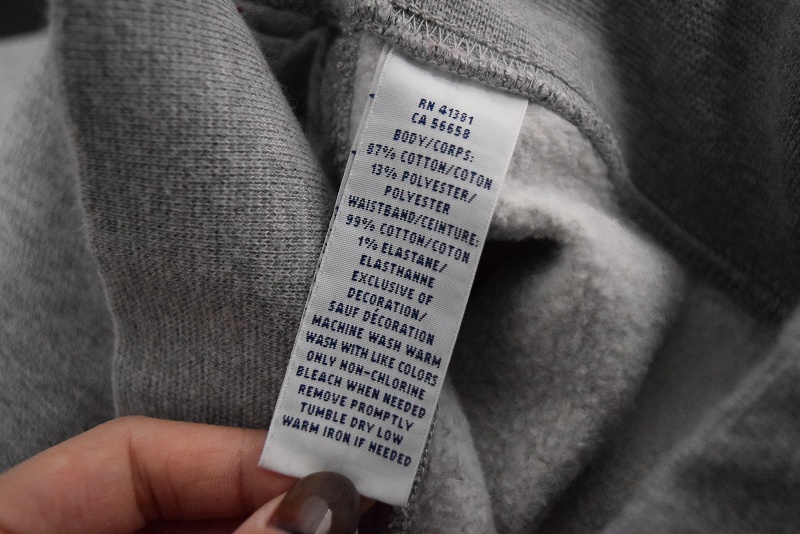 RN 41381
CA 56658
BODY/CORPS:
87% COTTON/COTON
13% POLYESTER/
POLYESTER
WAISTBAND/CEINTURE:
99% COTTON/COTON
1% ELASTANE/
ELASTHANNE
EXCLUSIVE OF
DECORATION/
SAUF DÉCORATION
MACHINE WASH WARM
WASH WITH LIKE COLORS
ONLY NON-CHLORINE
BLEACH WHEN NEEDED
REMOVE PROMPTLY
TUMBLE DRY LOW
WARM IRON IF NEEDED